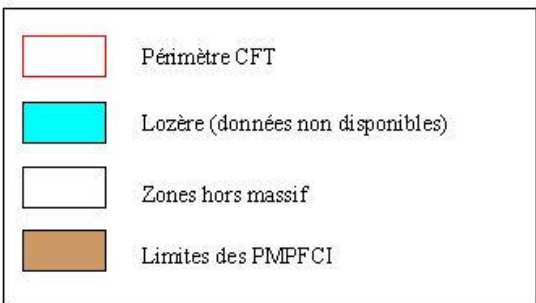 Périmètre CFT
Lozère (données non disponibles)
Zones hors massif
Limites des PMPFCI